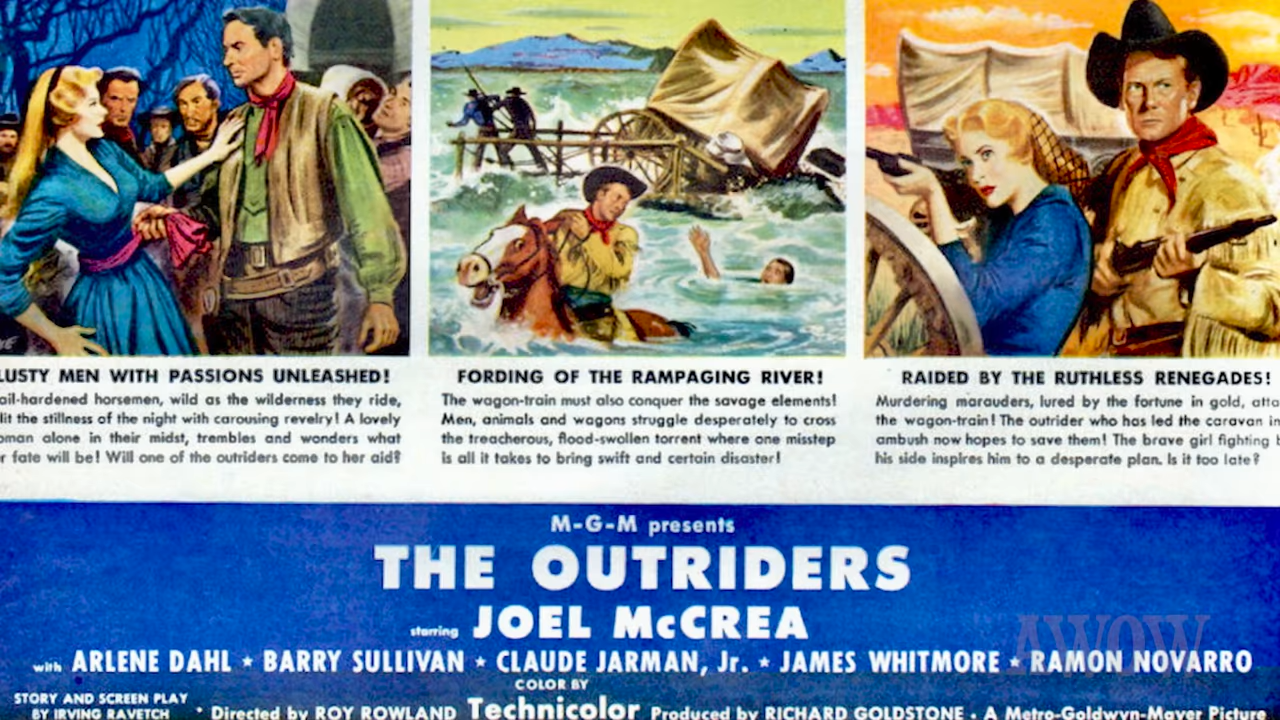 LUSTY MEN WITH PASSIONS UNLEASHED!
ail-hardened horsemen, wild as the wilderness they ride,
lit the stillness of the night with carousing revelry! A lovely
oman alone in their midst, trembles and wonders what
r fate will be! Will one of the outriders come to her aid?
FORDING OF THE RAMPAGING RIVER!
The wagon-train must also conquer the savage elements!
Men, animals and wagons struggle desperately to cross
the treacherous, flood-swollen torrent where one misstep
is all it takes to bring swift and certain disaster!
RAIDED BY THE RUTHLESS RENEGADES!
Murdering marauders, lured by the fortune in gold, atta
the wagon-train! The outrider who has led the caravan in
ambush now hopes to save them! The brave girl fighting b
his side inspires him to a desperate plan. Is it too late?
M-G-M presents
THE OUTRIDERS
starring JOEL McCREA
with ARLENE DAHL ★ BARRY SULLIVAN ★ CLAUDE JARMAN, Jr. ★ JAMES WHITMORE ★ RAMON NOVARRO
AWOW
STORY AND SCREEN PLAY
BY IRVING RAVETCH
COLOR BY
• Directed by ROY ROWLAND Technicolor Produced by RICHARD GOLDSTONE • A Metro-Goldwyn-Mayer Picture